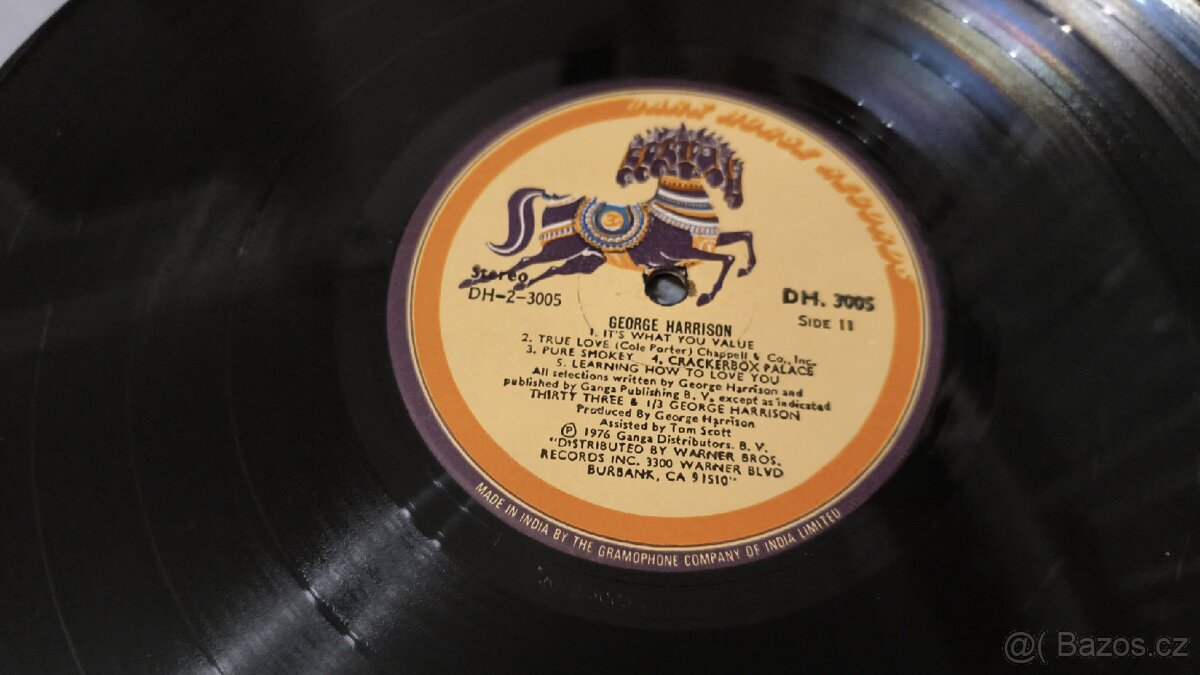 Stereo
DH-2-3005
DH. 3005
SIDE 11
GEORGE HARRISON
1. IT'S WHAT YOU VALUE
2. TRUE LOVE (Cole Porter) Chappell & Co., Inc.
3. PURE SMOKEY 4. CRACKERBOX PALACE
5. LEARNING HOW TO LOVE YOU
All selections written by George Harrison and
published by Ganga Publishing B. V. except as indicated
THIRTY THREE & 1/3 GEORGE HARRISON
Produced By George Harrison
Assisted by Tom Scott
Ⓟ 1976 Ganga Distributors. B. V.
"DISTRIBUTED BY WARNER BROS.
RECORDS INC. 3300 WARNER BLVD
BURBANK, CA 91510"
MADE IN INDIA BY THE GRAMOPHONE COMPANY OF INDIA LIMITED
@( Bazos.cz